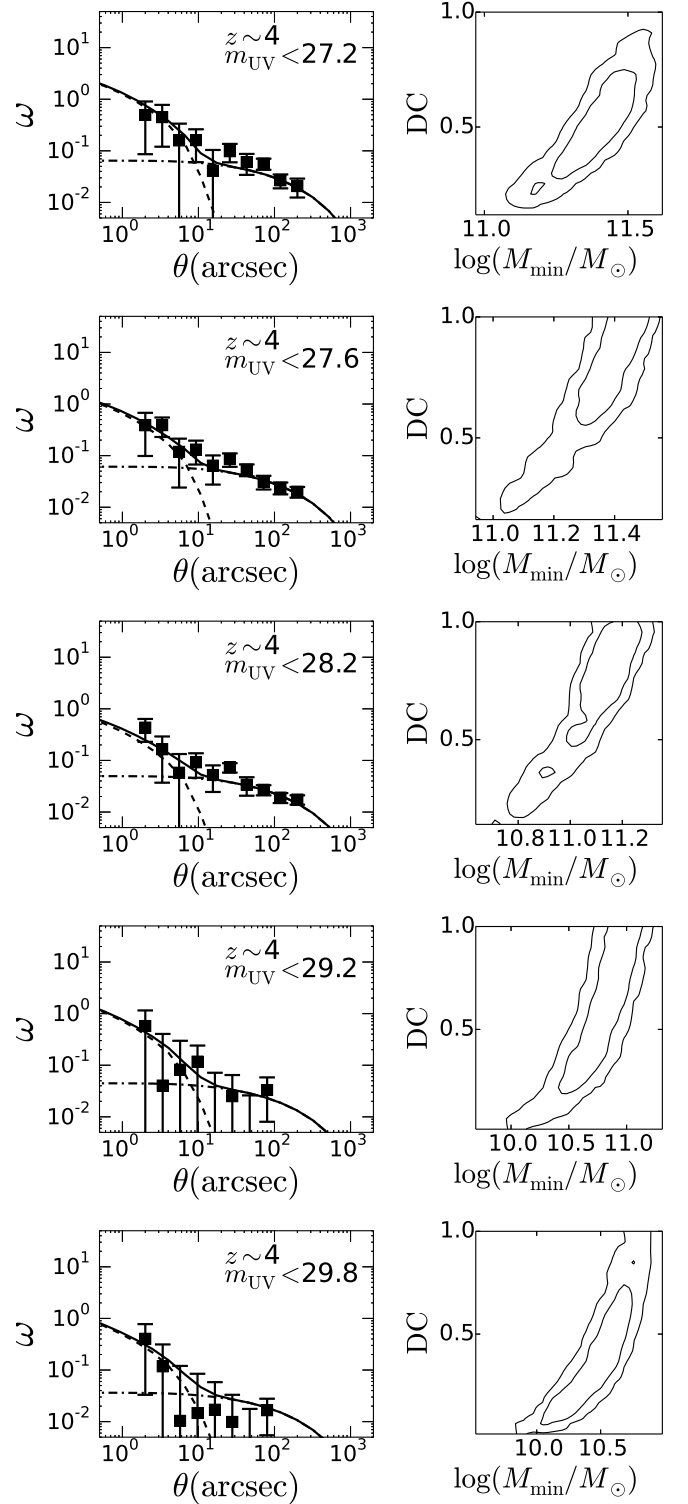 10¹
10⁰
10⁻¹
10⁻²
ω
z∼4
m_UV<27.2
10⁰ 10¹ 10² 10³
θ(arcsec)
1.0
0.5
DC
11.0 11.5
log(M_min/M_⊙)
10¹
10⁰
10⁻¹
10⁻²
ω
z∼4
m_UV<27.6
10⁰ 10¹ 10² 10³
θ(arcsec)
1.0
0.5
DC
11.0 11.2 11.4
log(M_min/M_⊙)
10¹
10⁰
10⁻¹
10⁻²
ω
z∼4
m_UV<28.2
10⁰ 10¹ 10² 10³
θ(arcsec)
1.0
0.5
DC
10.8 11.0 11.2
log(M_min/M_⊙)
10¹
10⁰
10⁻¹
10⁻²
ω
z∼4
m_UV<29.2
10⁰ 10¹ 10² 10³
θ(arcsec)
1.0
0.5
DC
10.0 10.5 11.0
log(M_min/M_⊙)
10¹
10⁰
10⁻¹
10⁻²
ω
z∼4
m_UV<29.8
10⁰ 10¹ 10² 10³
θ(arcsec)
1.0
0.5
DC
10.0 10.5
log(M_min/M_⊙)